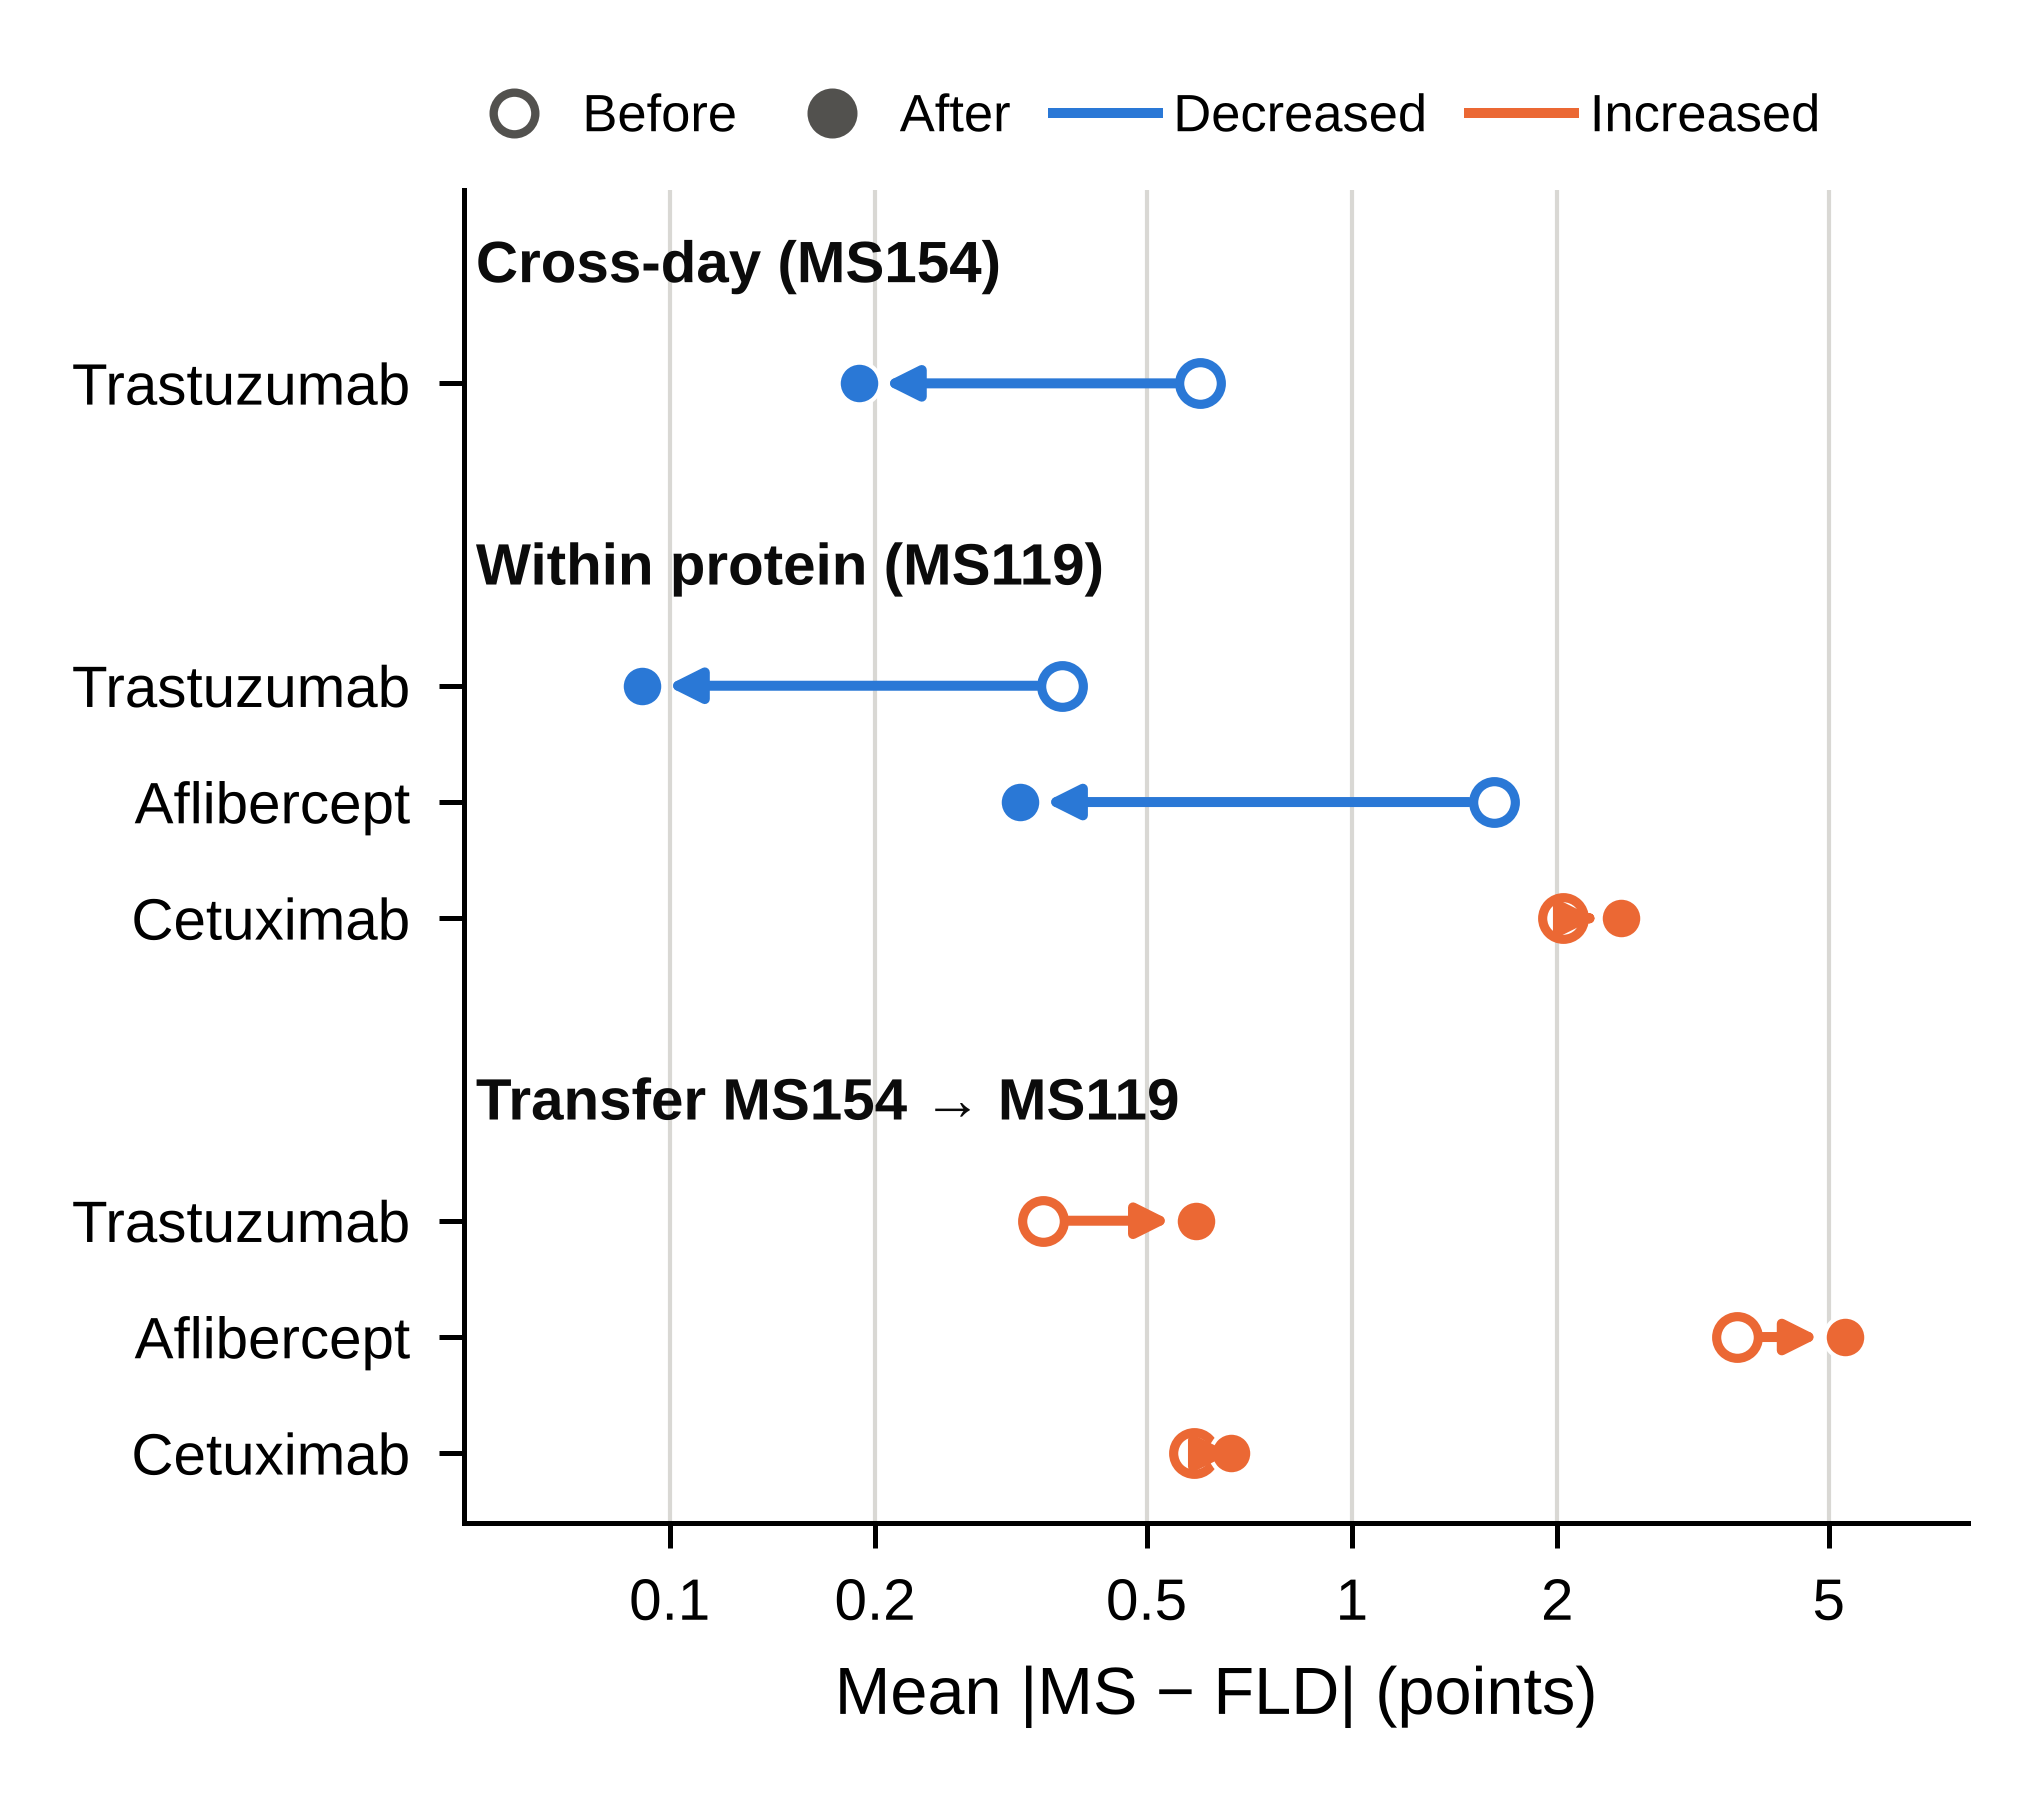 Before After Decreased Increased
Cross-day (MS154)
Trastuzumab
Within protein (MS119)
Trastuzumab
Aflibercept
Cetuximab
Transfer MS154 → MS119
Trastuzumab
Aflibercept
Cetuximab
0.1 0.2 0.5 1 2 5
Mean |MS − FLD| (points)